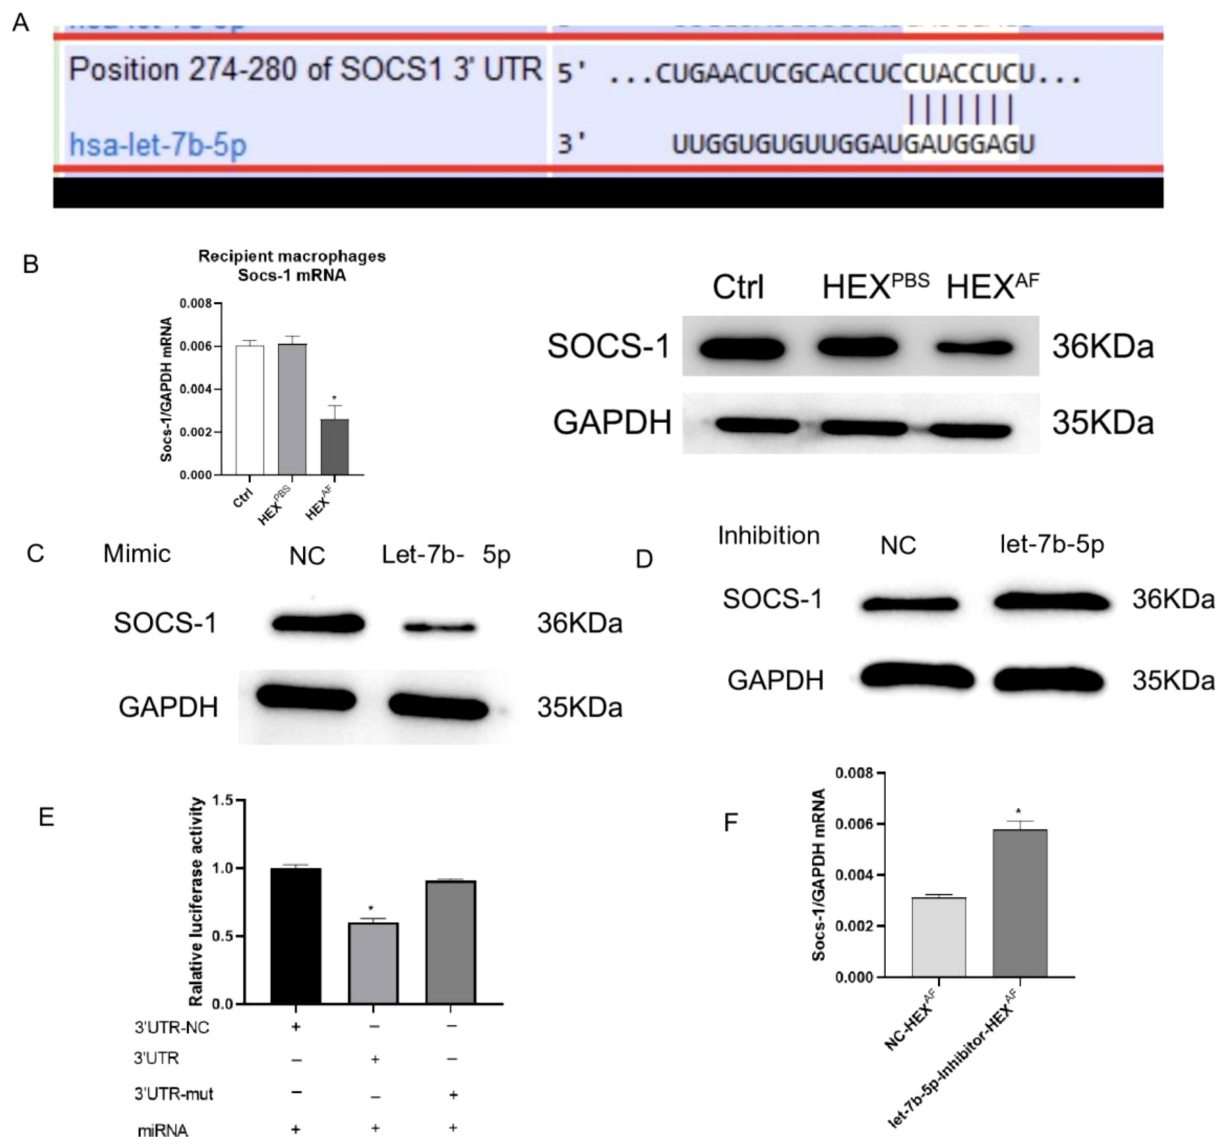 A
Position 274-280 of SOCS1 3' UTR 5' ...CUGAACUCGCACCUCCUACCUCU...
hsa-let-7b-5p 3' UUGGUGUGUUGGAUGAUGGAGU
B
Recipient macrophages
Socs-1 mRNA
Socs-1/GAPDH mRNA
0.008
0.006
0.004
0.002
0.000
*
Ctrl HEXPBS HEXAF
Ctrl HEXPBS HEXAF
SOCS-1 36KDa
GAPDH 35KDa
C Mimic NC Let-7b- 5p
SOCS-1 36KDa
GAPDH 35KDa
D Inhibition NC let-7b-5p
SOCS-1 36KDa
GAPDH 35KDa
E
Ralative luciferase activity
1.5
1.0
0.5
0.0
*
3'UTR-NC + – –
3'UTR – + –
3'UTR-mut – – +
miRNA + + +
F
Socs-1/GAPDH mRNA
0.008
0.006
0.004
0.002
0.000
*
NC-HEXAF
let-7b-5p-Inhibitor-HEXAF